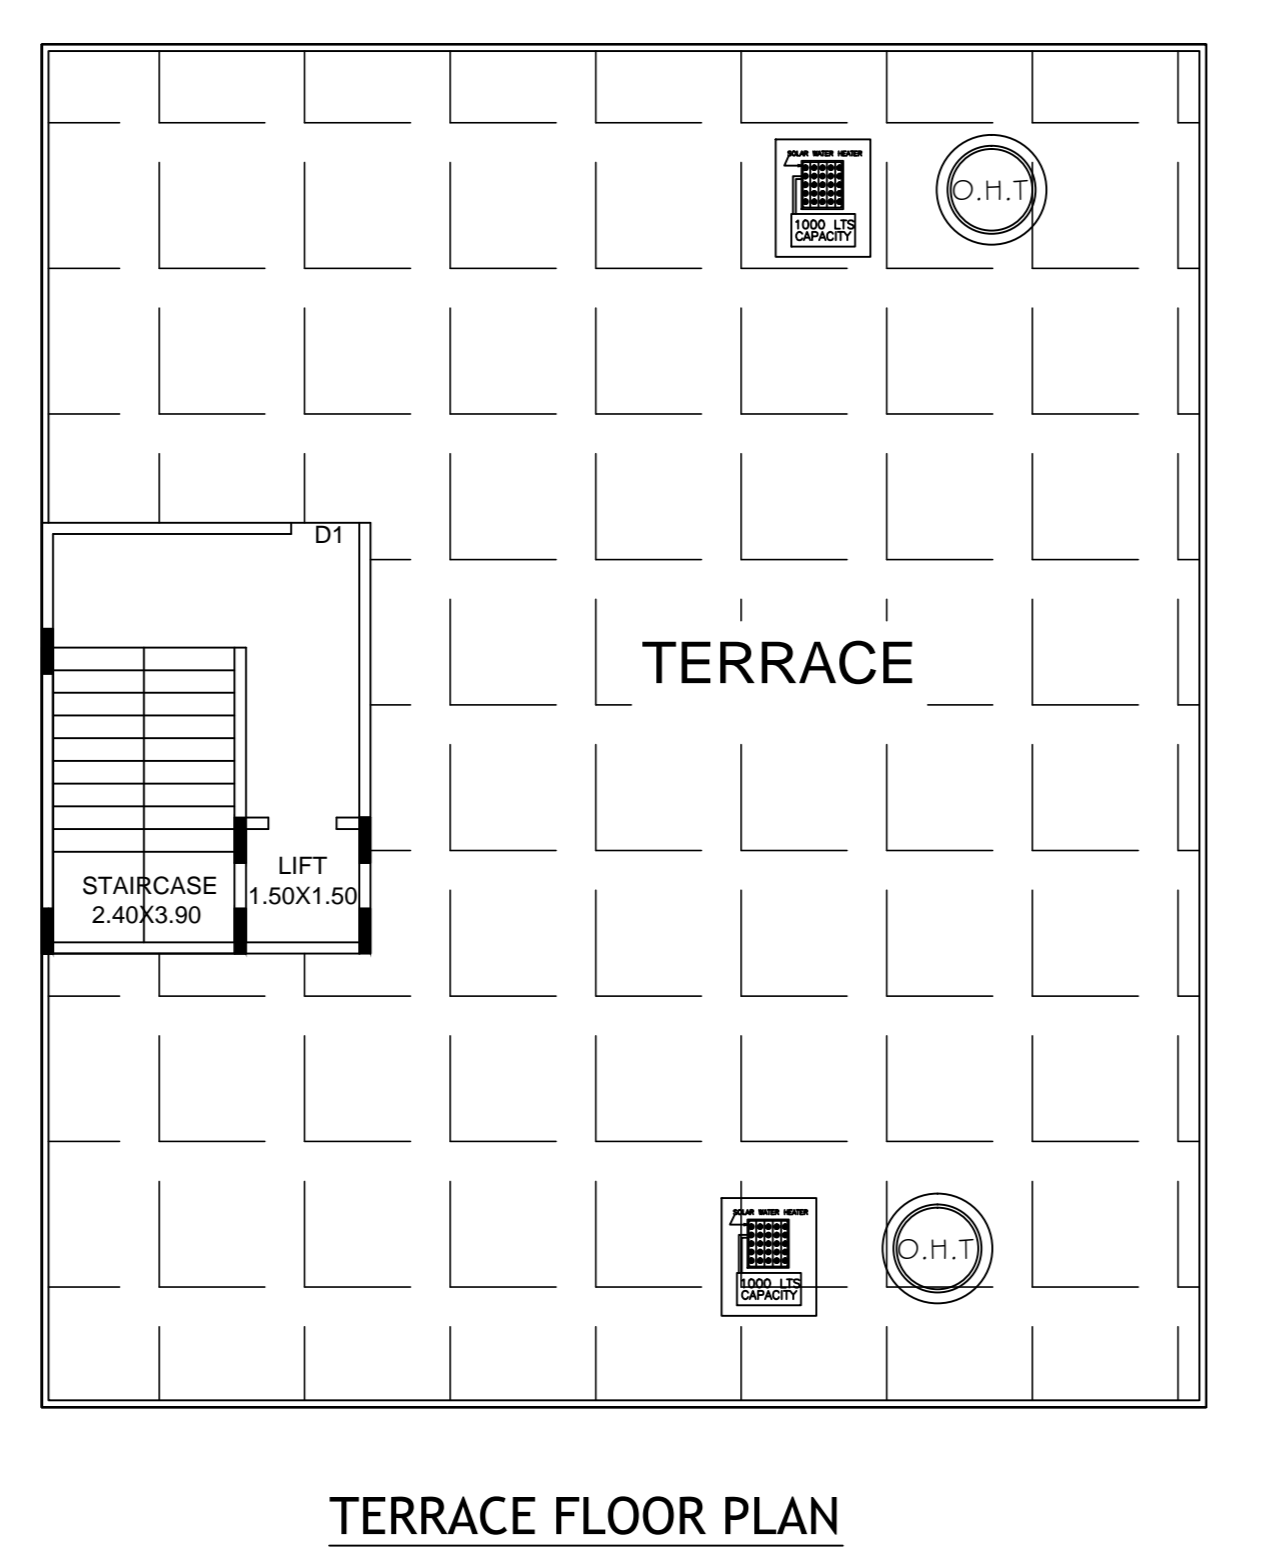 SOLAR WATER HEATER
1000 LTS
CAPACITY
O.H.T
D1
TERRACE
LIFT
1.50X1.50
STAIRCASE
2.40X3.90
SOLAR WATER HEATER
1000 LTS
CAPACITY
O.H.T
TERRACE FLOOR PLAN